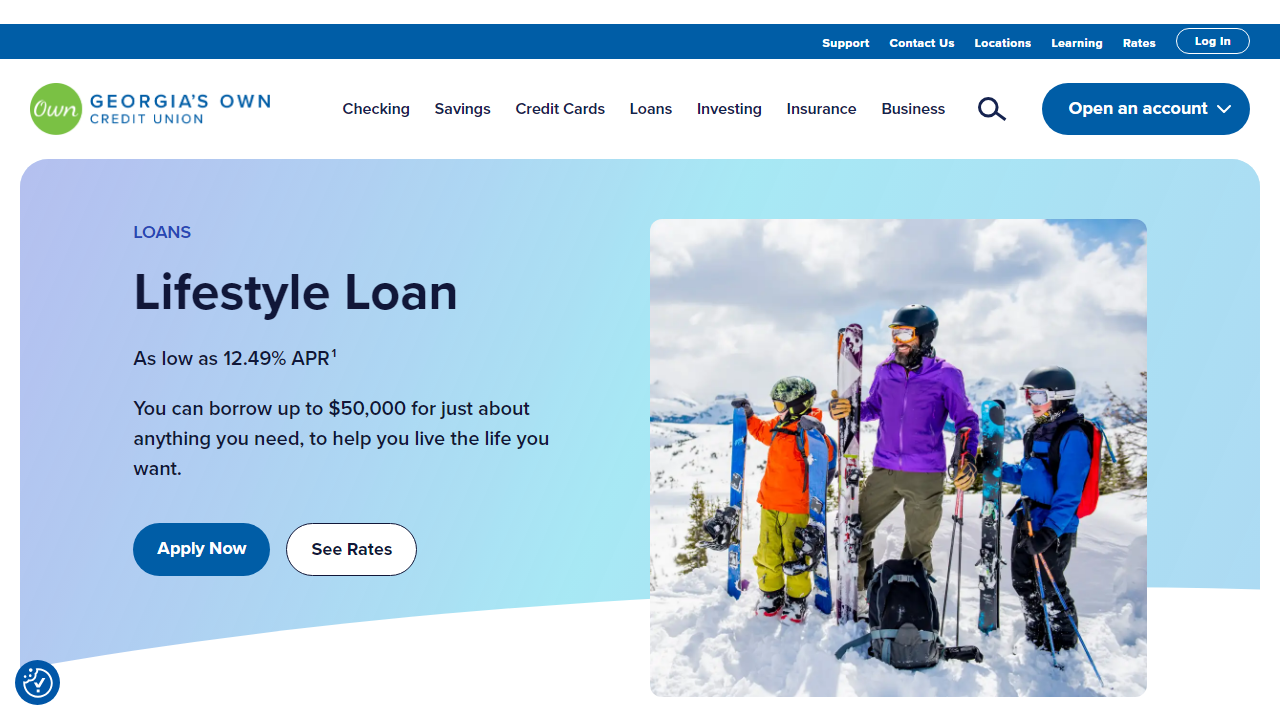 Support Contact Us Locations Learning Rates Log In
Own GEORGIA'S OWN
CREDIT UNION
Checking Savings Credit Cards Loans Investing Insurance Business Open an account
LOANS
Lifestyle Loan
As low as 12.49% APR¹
You can borrow up to $50,000 for just about
anything you need, to help you live the life you
want.
Apply Now See Rates